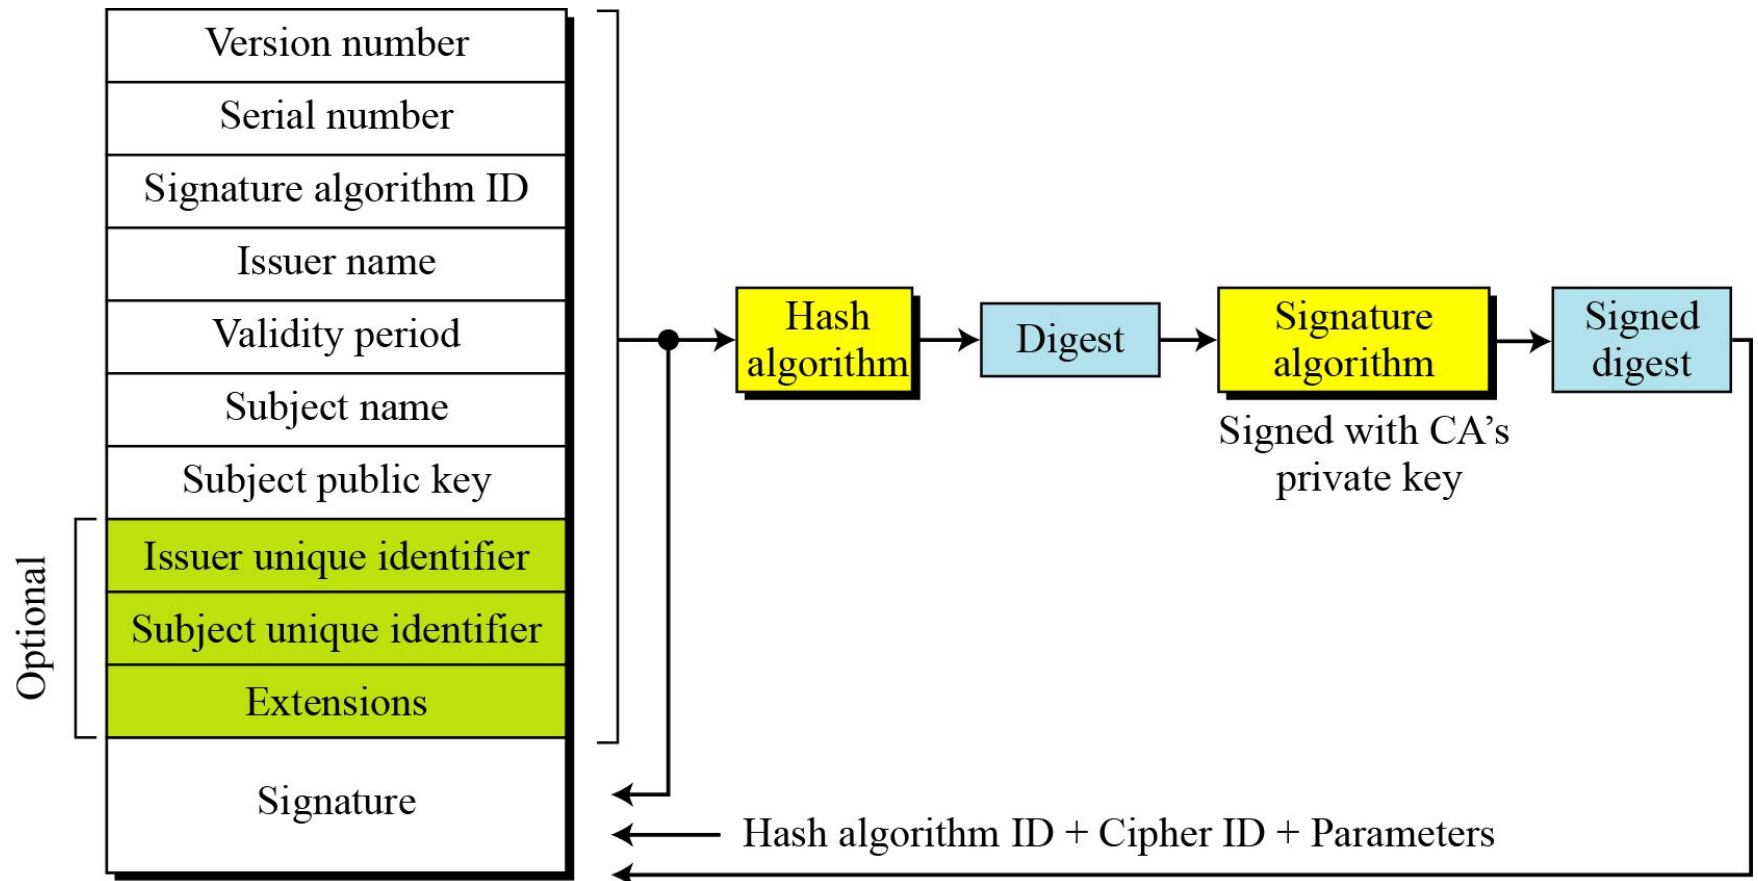 Version number
Serial number
Signature algorithm ID
Issuer name
Validity period
Subject name
Subject public key
Optional
Issuer unique identifier
Subject unique identifier
Extensions
Signature
Hash
algorithm
Digest
Signature
algorithm
Signed with CA’s
private key
Signed
digest
Hash algorithm ID + Cipher ID + Parameters